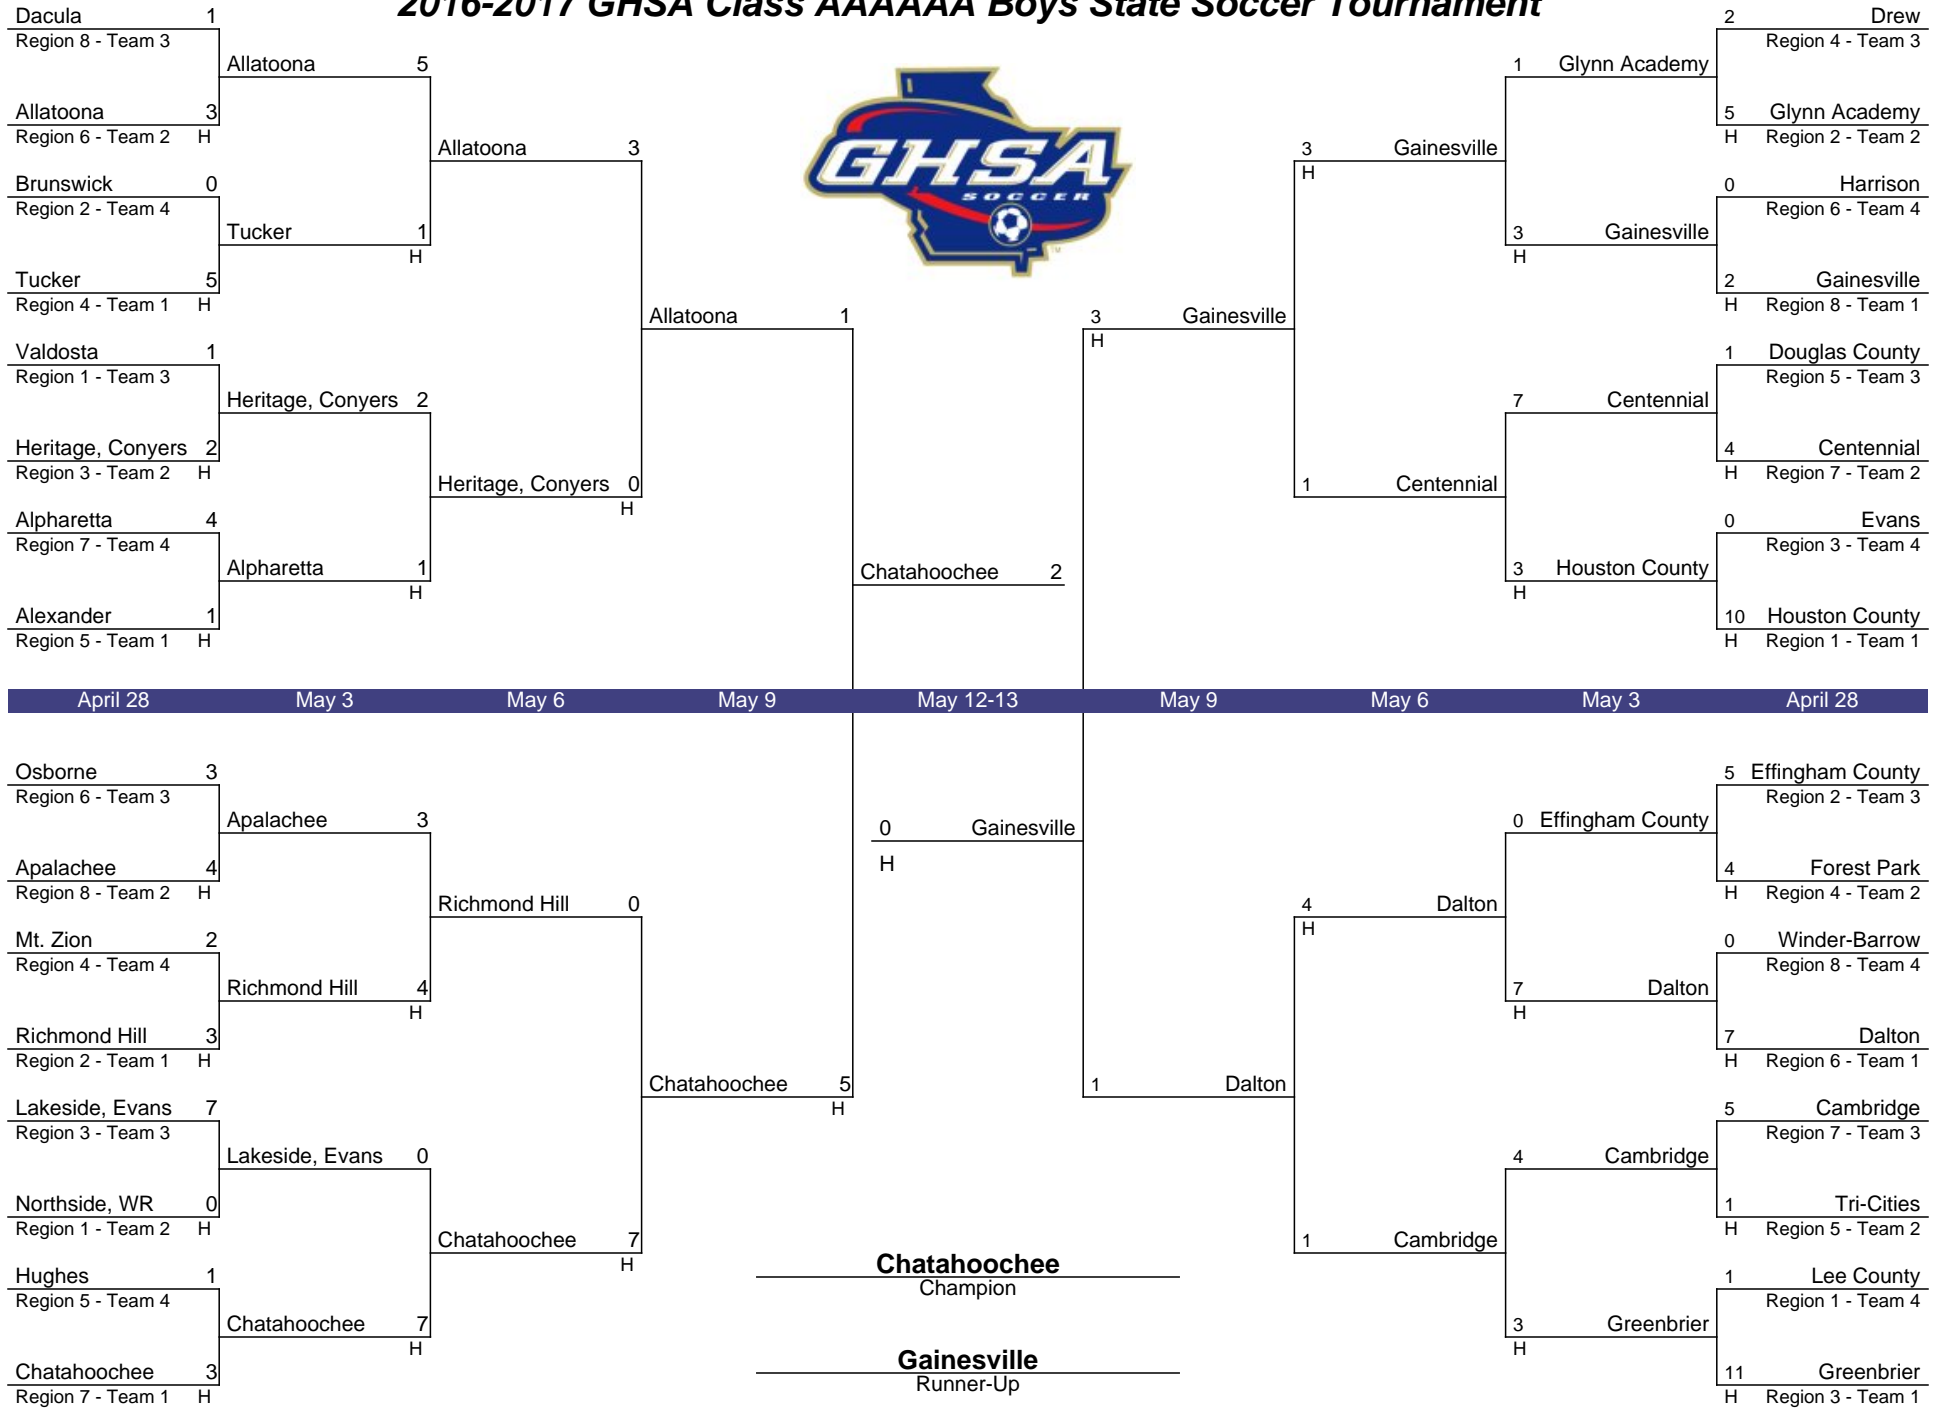 2016-2017 GHSA Class AAAAAA Boys State Soccer Tournament
GHSA
SOCCER
TM
Dacula 1
Region 8 - Team 3
Allatoona 3
Region 6 - Team 2 H
Brunswick 0
Region 2 - Team 4
Tucker 5
Region 4 - Team 1 H
Valdosta 1
Region 1 - Team 3
Heritage, Conyers 2
Region 3 - Team 2 H
Alpharetta 4
Region 7 - Team 4
Alexander 1
Region 5 - Team 1 H
Allatoona 5
Tucker 1
H
Heritage, Conyers 2
Alpharetta 1
H
Allatoona 3
Heritage, Conyers 0
H
Allatoona 1
Chatahoochee 2
3 Gainesville
H
3 Gainesville
H
1 Centennial
1 Glynn Academy
3 Gainesville
H
7 Centennial
3 Houston County
H
2 Drew
Region 4 - Team 3
5 Glynn Academy
H Region 2 - Team 2
0 Harrison
Region 6 - Team 4
2 Gainesville
H Region 8 - Team 1
1 Douglas County
Region 5 - Team 3
4 Centennial
H Region 7 - Team 2
0 Evans
Region 3 - Team 4
10 Houston County
H Region 1 - Team 1
April 28 May 3 May 6 May 9 May 12-13 May 9 May 6 May 3 April 28
Osborne 3
Region 6 - Team 3
Apalachee 4
Region 8 - Team 2 H
Mt. Zion 2
Region 4 - Team 4
Richmond Hill 3
Region 2 - Team 1 H
Lakeside, Evans 7
Region 3 - Team 3
Northside, WR 0
Region 1 - Team 2 H
Hughes 1
Region 5 - Team 4
Chatahoochee 3
Region 7 - Team 1 H
Apalachee 3
Richmond Hill 4
H
Lakeside, Evans 0
Chatahoochee 7
H
Richmond Hill 0
Chatahoochee 7
H
Chatahoochee 5
H
0 Gainesville
H
1 Dalton
4 Dalton
H
1 Cambridge
0 Effingham County
7 Dalton
H
4 Cambridge
3 Greenbrier
H
5 Effingham County
Region 2 - Team 3
4 Forest Park
H Region 4 - Team 2
0 Winder-Barrow
Region 8 - Team 4
7 Dalton
H Region 6 - Team 1
5 Cambridge
Region 7 - Team 3
1 Tri-Cities
H Region 5 - Team 2
1 Lee County
Region 1 - Team 4
11 Greenbrier
H Region 3 - Team 1
Chatahoochee
Champion
Gainesville
Runner-Up